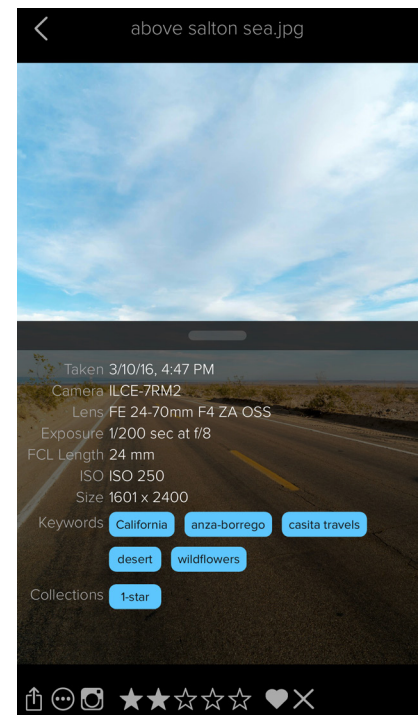 above salton sea.jpg
Taken 3/10/16, 4:47 PM
Camera ILCE-7RM2
Lens FE 24-70mm F4 ZA OSS
Exposure 1/200 sec at f/8
FCL Length 24 mm
ISO ISO 250
Size 1601 x 2400
Keywords California anza-borrego casita travels
desert wildflowers
Collections 1-star